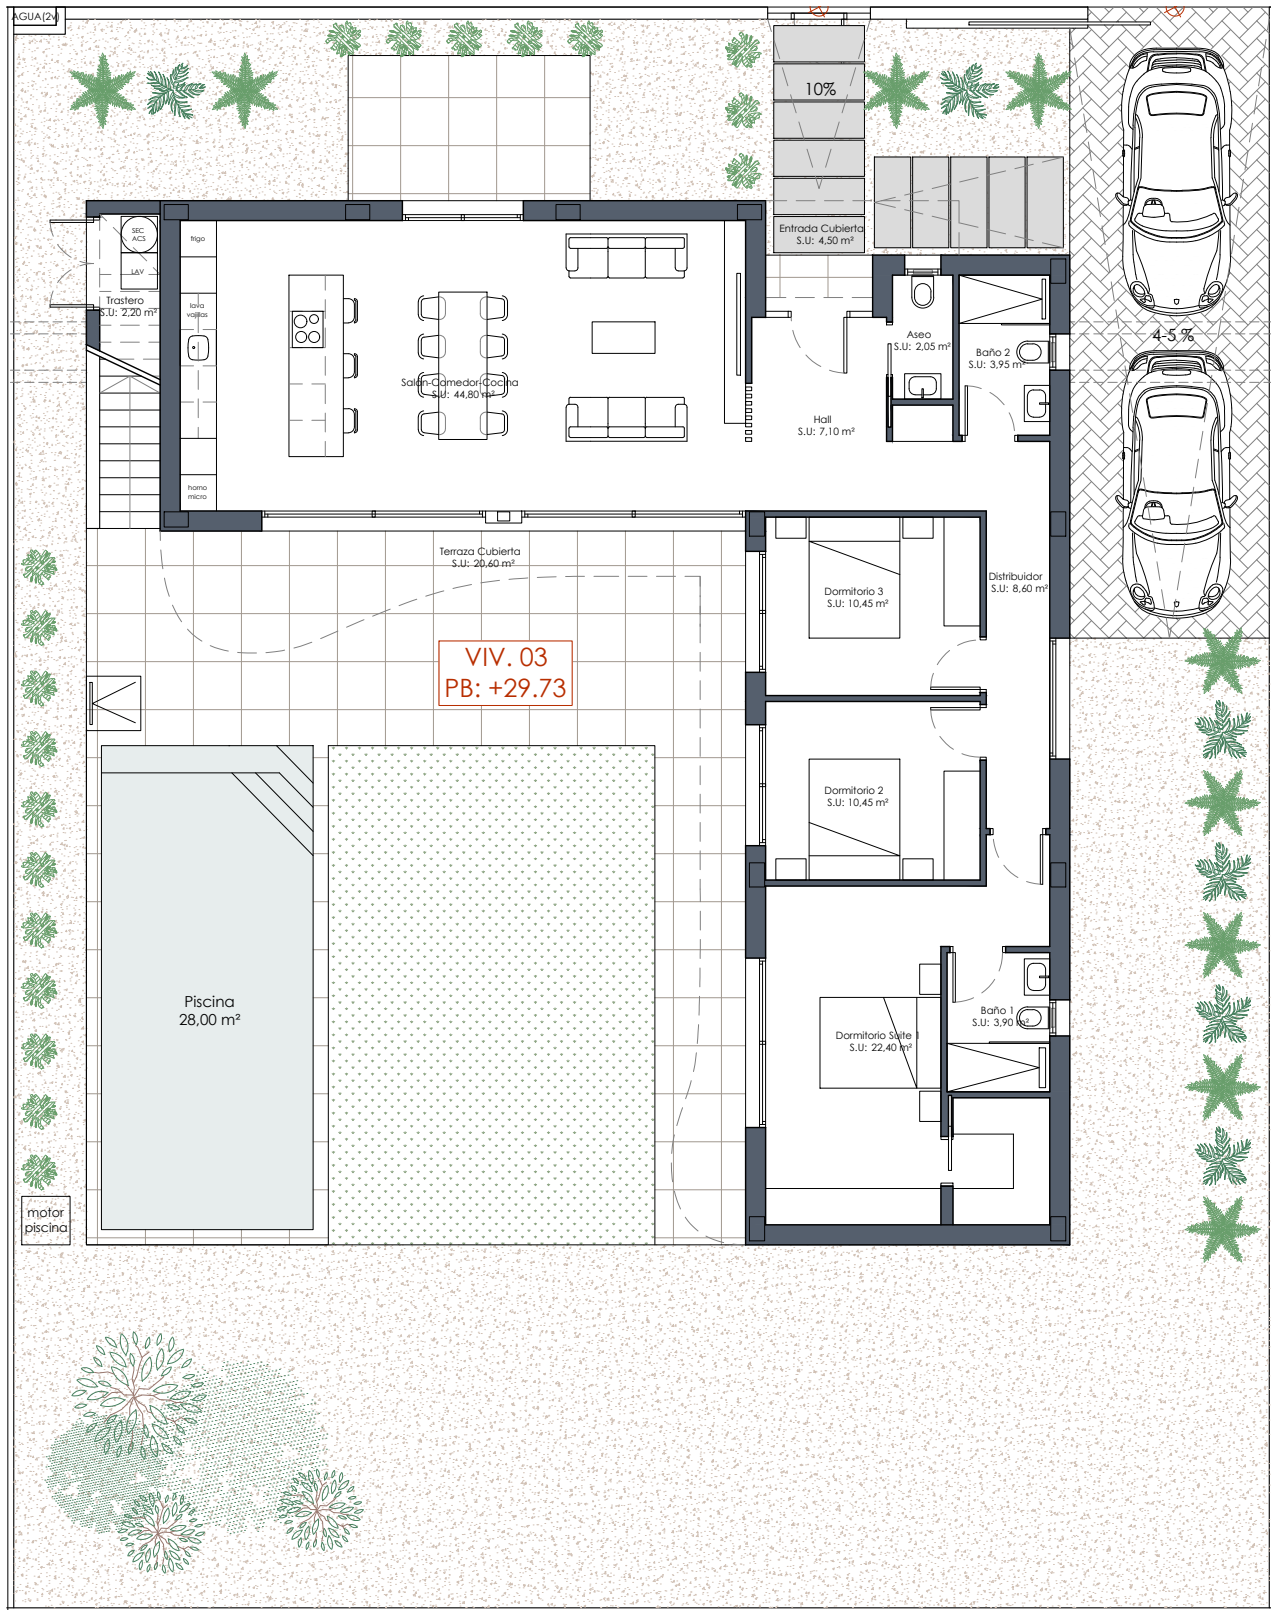 AGUA(2v)
10%
Entrada Cubierta
S.U: 4,50 m²
SEC
ACS
LAV
Trastero
S.U: 2,20 m²
frigo
lava
vajillas
horno
micro
Salón-Comedor-Cocina
S.U: 44,80 m²
Hall
S.U: 7,10 m²
Aseo
S.U: 2,05 m²
Baño 2
S.U: 3,95 m²
4-5 %
Terraza Cubierta
S.U: 20,60 m²
Dormitorio 3
S.U: 10,45 m²
Distribuidor
S.U: 8,60 m²
VIV. 03
PB: +29.73
Dormitorio 2
S.U: 10,45 m²
Piscina
28,00 m²
Dormitorio Suite 1
S.U: 22,40 m²
Baño 1
S.U: 3,90 m²
motor
piscina